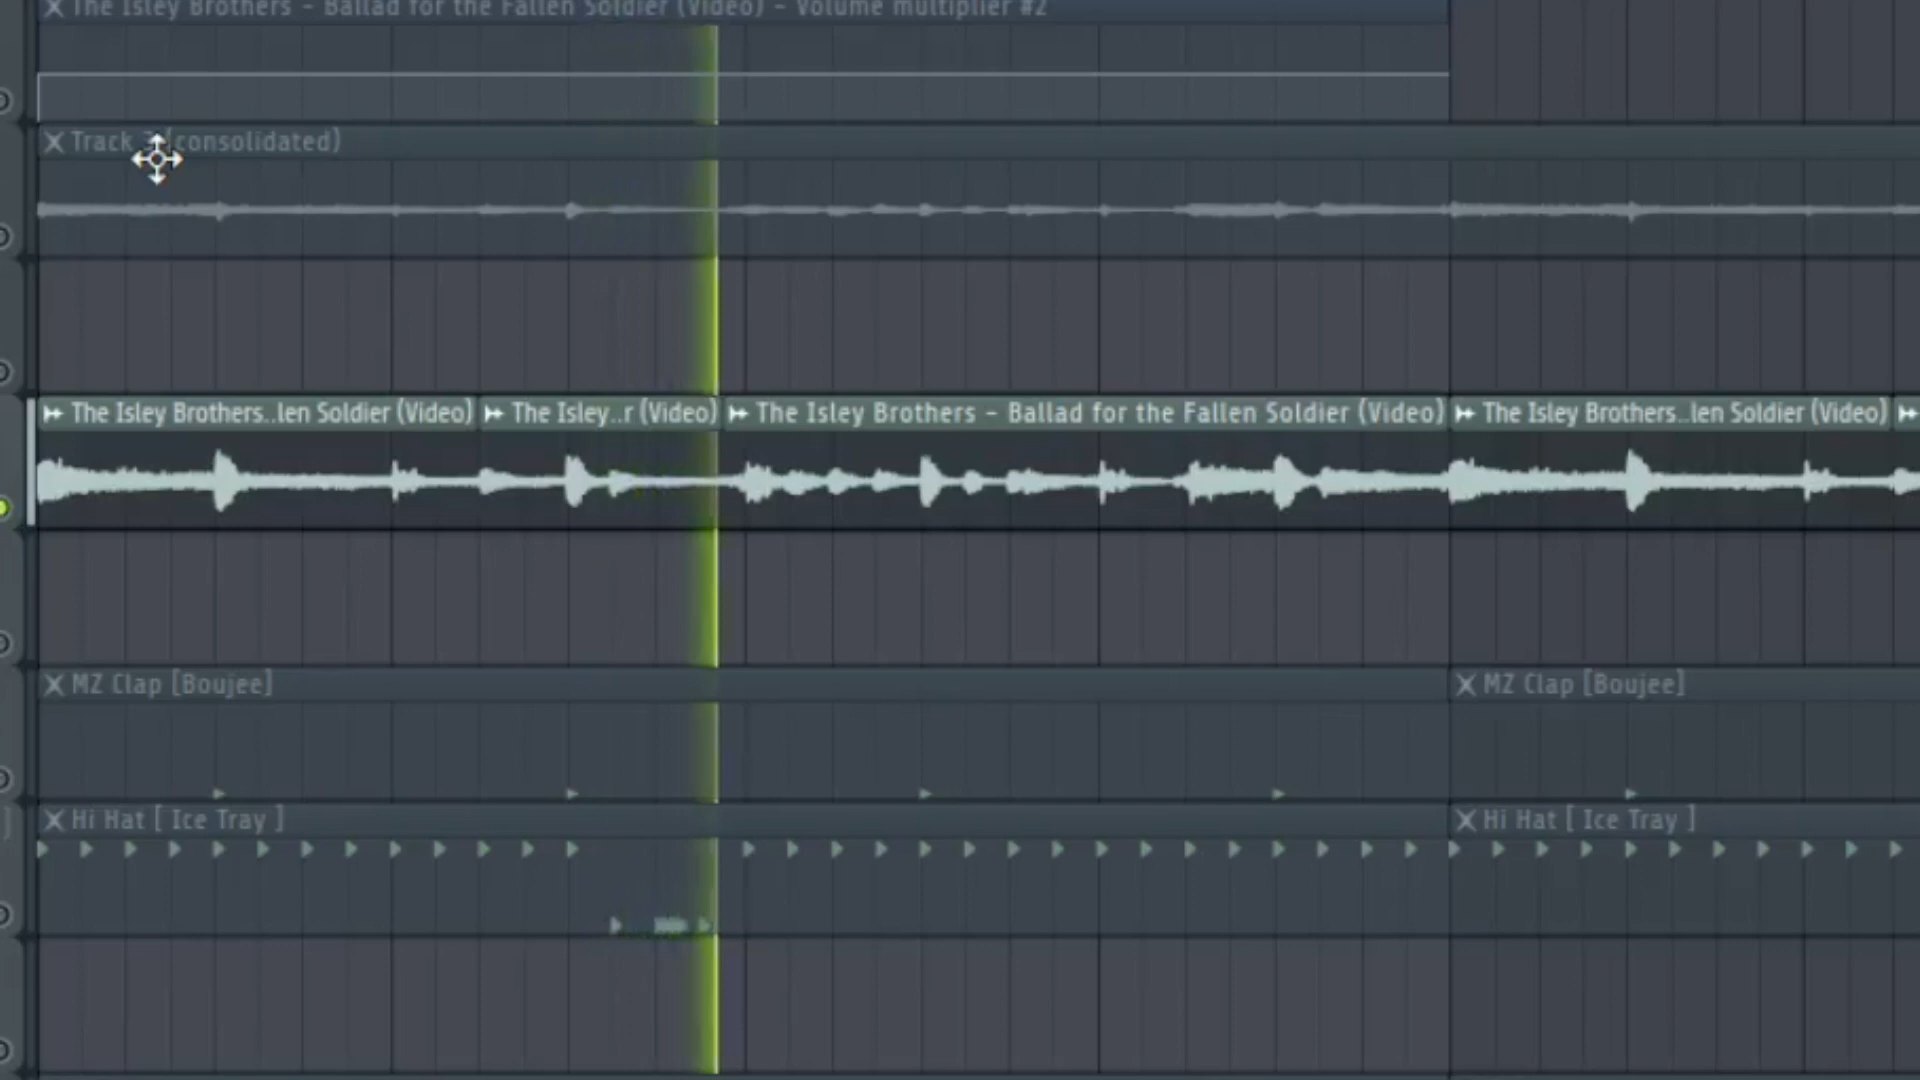 The Isley Brothers - Ballad for the Fallen Soldier (Video) - Volume multiplier #2
Track (consolidated)
The Isley Brothers..len Soldier (Video) The Isley..r (Video) The Isley Brothers - Ballad for the Fallen Soldier (Video) The Isley Brothers...len Soldier (Video)
MZ Clap [Boujee] MZ Clap [Boujee]
Hi Hat [ Ice Tray ] Hi Hat [ Ice Tray ]